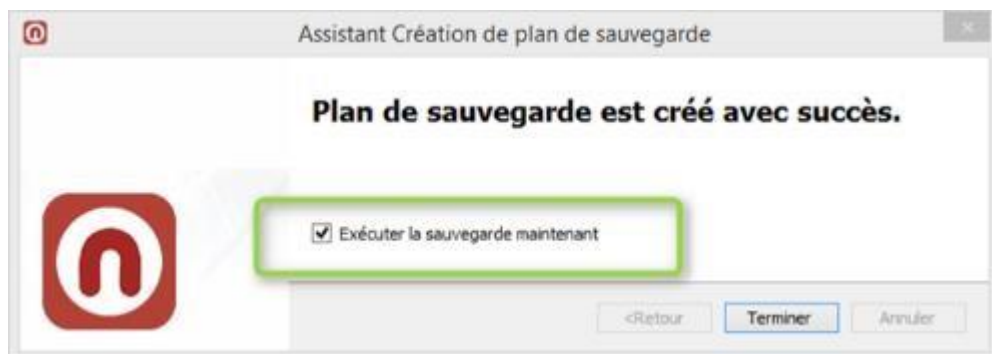 Assistant Création de plan de sauvegarde
Plan de sauvegarde est créé avec succès.
Exécuter la sauvegarde maintenant
<Retour
Terminer
Annuler